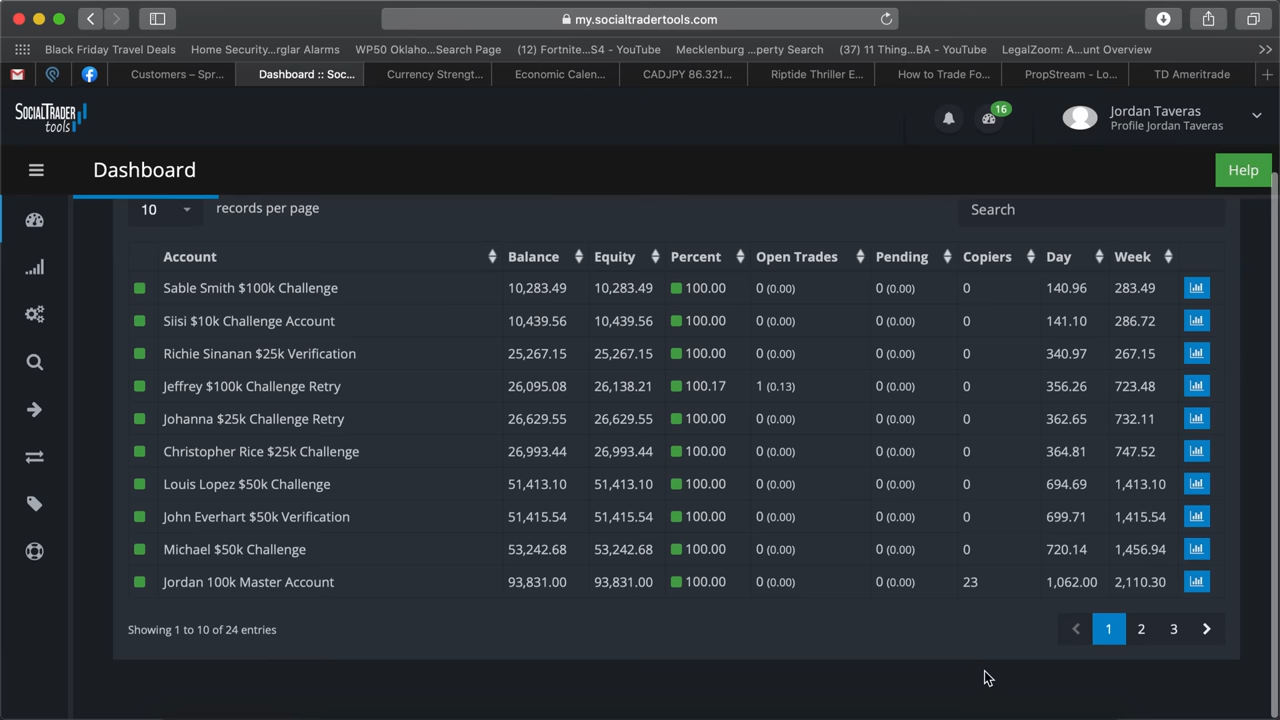 my.socialtradertools.com
Black Friday Travel Deals Home Security...rglar Alarms WP50 Oklaho...Search Page (12) Fortnite...S4 – YouTube Mecklenburg ...perty Search (37) 11 Thing...BA – YouTube LegalZoom: A...unt Overview
Customers – Spr... Dashboard :: Soc... Currency Strengt... Economic Calen... CADJPY 86.321... Riptide Thriller E... How to Trade Fo... PropStream - Lo... TD Ameritrade
SOCIALTRADER tools 16 Jordan Taveras
Profile Jordan Taveras
Dashboard Help
10 records per page Search
Account Balance Equity Percent Open Trades Pending Copiers Day Week
Sable Smith $100k Challenge 10,283.49 10,283.49 100.00 0 (0.00) 0 (0.00) 0 140.96 283.49
Siisi $10k Challenge Account 10,439.56 10,439.56 100.00 0 (0.00) 0 (0.00) 0 141.10 286.72
Richie Sinanan $25k Verification 25,267.15 25,267.15 100.00 0 (0.00) 0 (0.00) 0 340.97 267.15
Jeffrey $100k Challenge Retry 26,095.08 26,138.21 100.17 1 (0.13) 0 (0.00) 0 356.26 723.48
Johanna $25k Challenge Retry 26,629.55 26,629.55 100.00 0 (0.00) 0 (0.00) 0 362.65 732.11
Christopher Rice $25k Challenge 26,993.44 26,993.44 100.00 0 (0.00) 0 (0.00) 0 364.81 747.52
Louis Lopez $50k Challenge 51,413.10 51,413.10 100.00 0 (0.00) 0 (0.00) 0 694.69 1,413.10
John Everhart $50k Verification 51,415.54 51,415.54 100.00 0 (0.00) 0 (0.00) 0 699.71 1,415.54
Michael $50k Challenge 53,242.68 53,242.68 100.00 0 (0.00) 0 (0.00) 0 720.14 1,456.94
Jordan 100k Master Account 93,831.00 93,831.00 100.00 0 (0.00) 0 (0.00) 23 1,062.00 2,110.30
Showing 1 to 10 of 24 entries 1 2 3